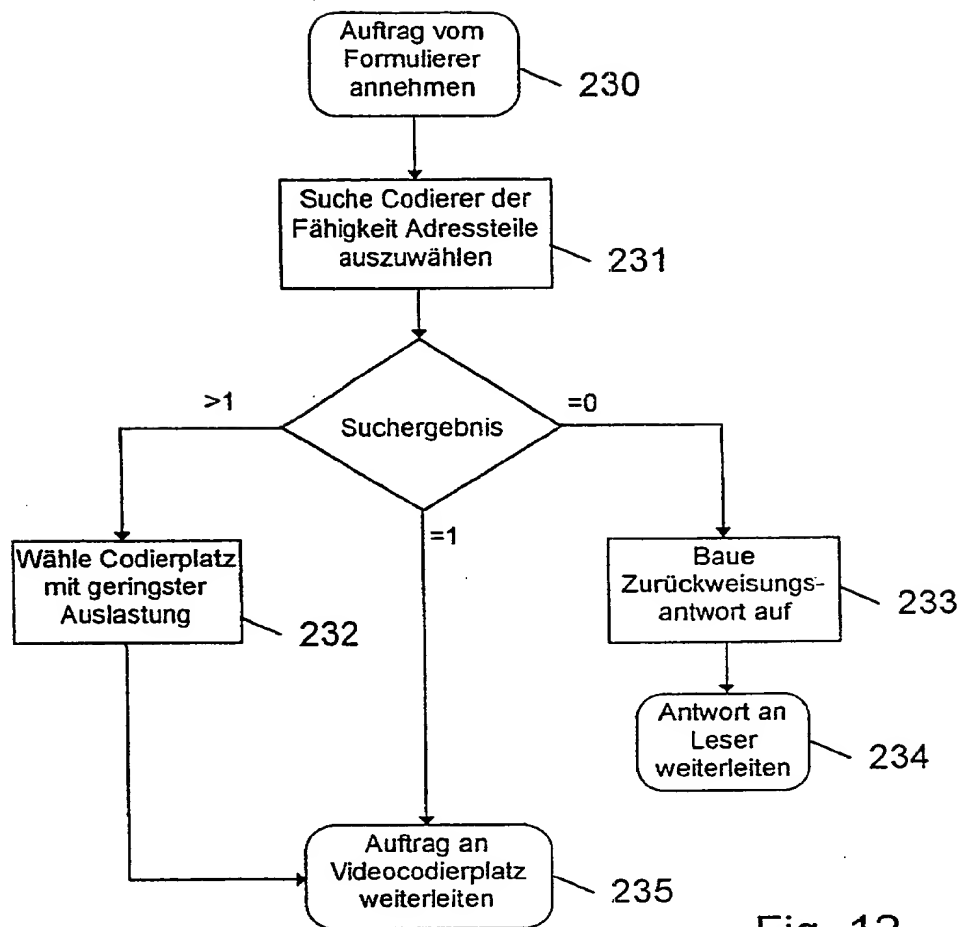 Auftrag vom
Formulierer
annehmen
230
Suche Codierer der
Fähigkeit Adressteile
auszuwählen
231
>1
Suchergebnis
=0
=1
Wähle Codierplatz
mit geringster
Auslastung
232
Baue
Zurückweisungs-
antwort auf
233
Antwort an
Leser
weiterleiten
234
Auftrag an
Videocodierplatz
weiterleiten
235